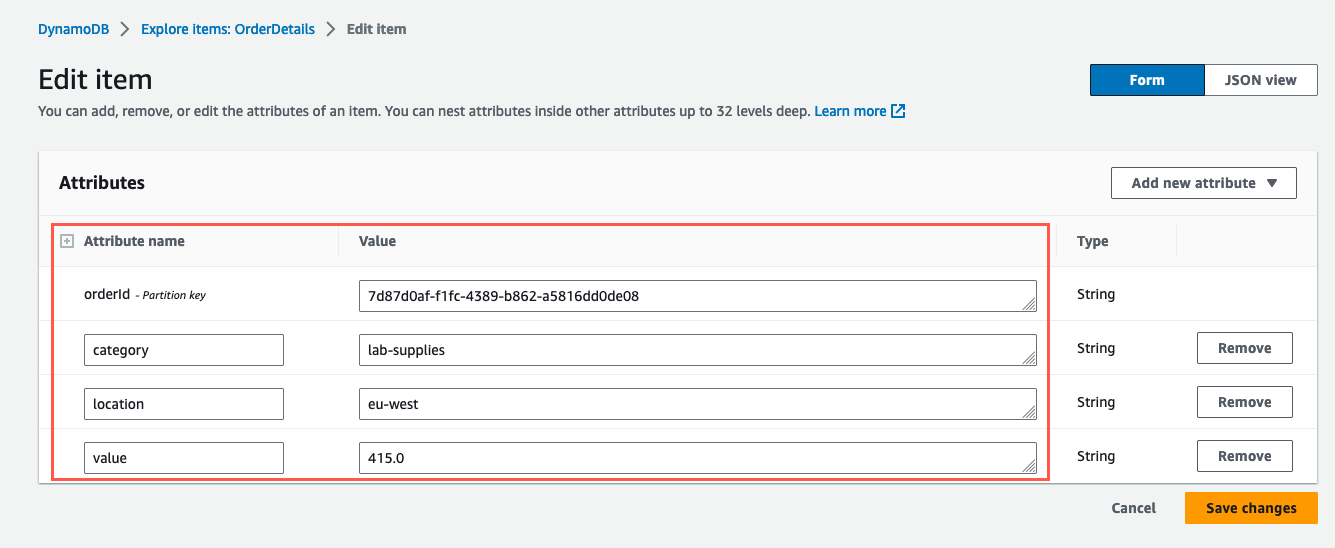 DynamoDB > Explore items: OrderDetails > Edit item
Edit item
Form JSON view
You can add, remove, or edit the attributes of an item. You can nest attributes inside other attributes up to 32 levels deep. Learn more
Attributes
Add new attribute
Attribute name Value Type
orderId - Partition key 7d87d0af-f1fc-4389-b862-a5816dd0de08 String
category lab-supplies String Remove
location eu-west String Remove
value 415.0 String Remove
Cancel Save changes